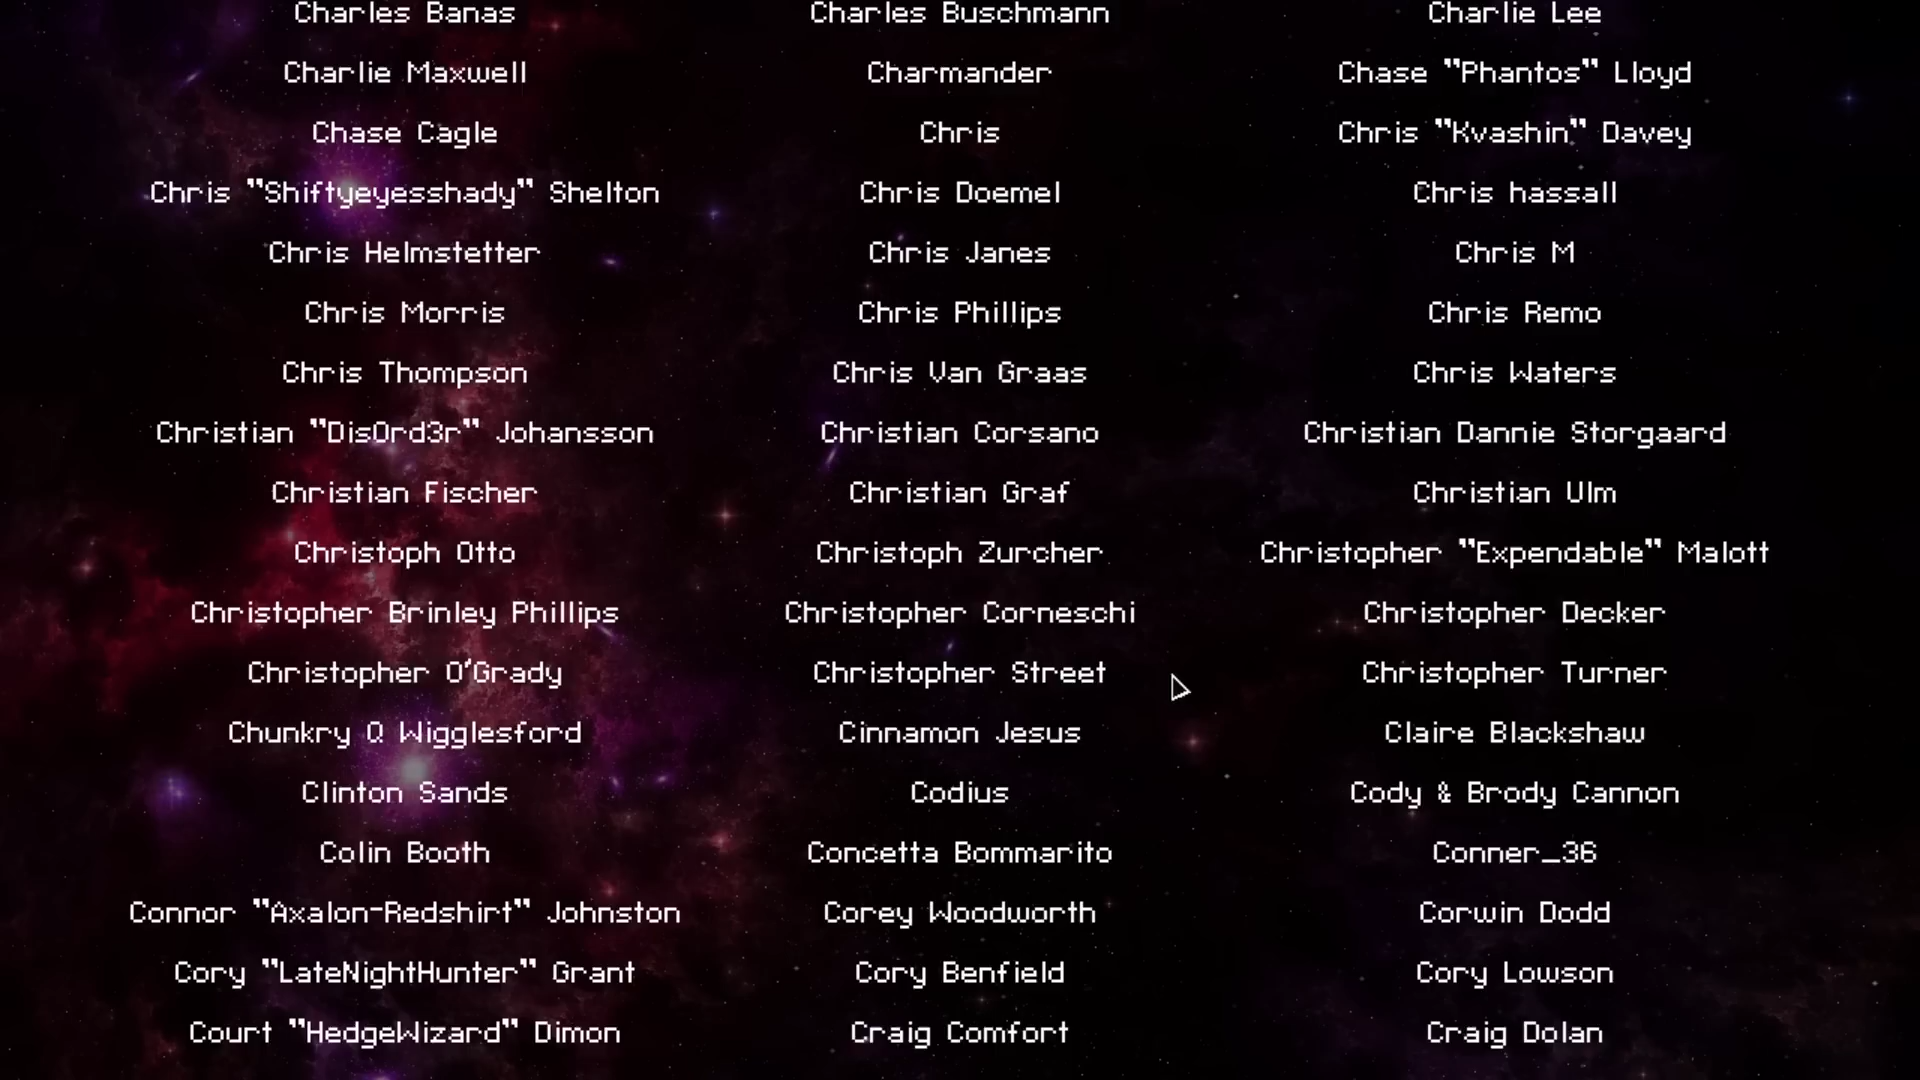 Charles Banas Charles Buschmann Charlie Lee
Charlie Maxwell Charmander Chase "Phantos" Lloyd
Chase Cagle Chris Chris "Kvashin" Davey
Chris "Shiftyeyesshady" Shelton Chris Doemel Chris hassall
Chris Helmstetter Chris Janes Chris M
Chris Morris Chris Phillips Chris Remo
Chris Thompson Chris Van Graas Chris Waters
Christian "Dis0rd3r" Johansson Christian Corsano Christian Dannie Storgaard
Christian Fischer Christian Graf Christian Ulm
Christoph Otto Christoph Zurcher Christopher "Expendable" Malott
Christopher Brinley Phillips Christopher Corneschi Christopher Decker
Christopher O'Grady Christopher Street Christopher Turner
Chunkry Q Wigglesford Cinnamon Jesus Claire Blackshaw
Clinton Sands Codius Cody & Brody Cannon
Colin Booth Concetta Bommarito Conner_36
Connor "Axalon-Redshirt" Johnston Corey Woodworth Corwin Dodd
Cory "LateNightHunter" Grant Cory Benfield Cory Lowson
Court "HedgeWizard" Dimon Craig Comfort Craig Dolan